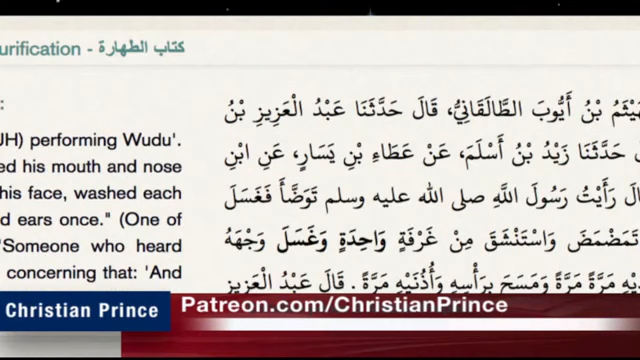 urification - كتاب الطهارة
:
JH) performing Wudu'.
ed his mouth and nose
his face, washed each
d ears once." (One of
"Someone who heard
concerning that: 'And
هَيْثَمُ بْنُ أَيُّوبَ الطَّالَقَانِيُّ، قَالَ حَدَّثَنَا عَبْدُ الْعَزِيزِ بْنُ
حَدَّثَنَا زَيْدُ بْنُ أَسْلَمَ، عَنْ عَطَاءِ بْنِ يَسَارٍ، عَنِ ابْنِ
الَ رَأَيْتُ رَسُولَ اللَّهِ صلى الله عليه وسلم تَوَضَّأَ فَغَسَلَ
تَمَضْمَضَ وَاسْتَنْشَقَ مِنْ غَرْفَةٍ وَاحِدَةٍ وَغَسَلَ وَجْهَهُ
يْهِ مَرَّةً مَرَّةً وَمَسَحَ بِرَأْسِهِ وَأُذُنَيْهِ مَرَّةً . قَالَ عَبْدُ الْعَزِيزِ
Christian Prince
Patreon.com/ChristianPrince